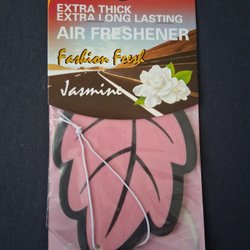 EXTRA THICK
EXTRA LONG LASTING
AIR FRESHENER
Fashion Fresh
Jasmine